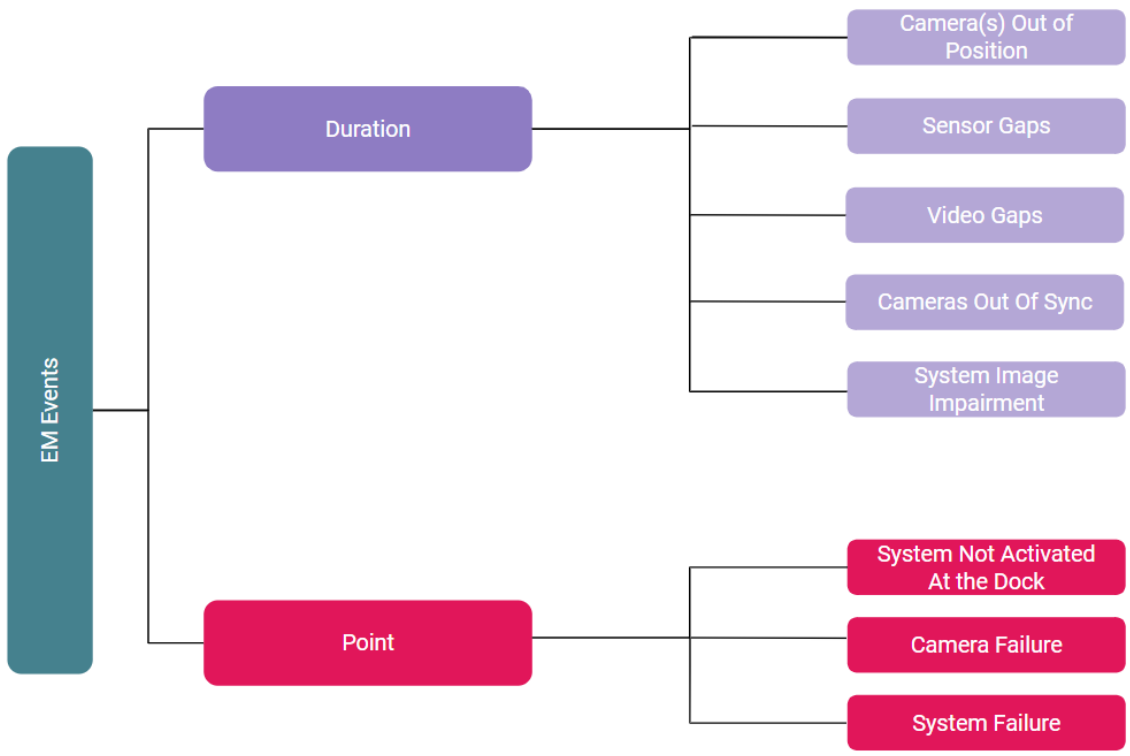 EM Events
Duration
Camera(s) Out of
Position
Sensor Gaps
Video Gaps
Cameras Out Of Sync
System Image
Impairment
Point
System Not Activated
At the Dock
Camera Failure
System Failure